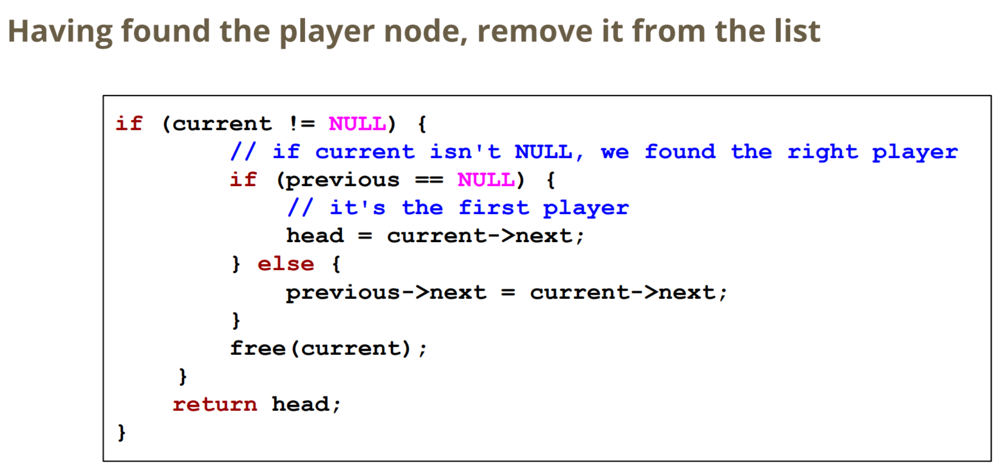 Having found the player node, remove it from the list
if (current != NULL) {
// if current isn't NULL, we found the right player
if (previous == NULL) {
// it's the first player
head = current->next;
} else {
previous->next = current->next;
}
free(current);
}
return head;
}